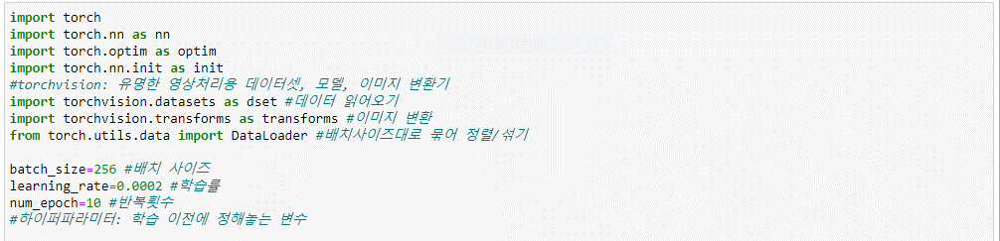 import torch
import torch.nn as nn
import torch.optim as optim
import torch.nn.init as init
#torchvision: 유명한 영상처리용 데이터셋, 모델, 이미지 변환기
import torchvision.datasets as dset #데이터 읽어오기
import torchvision.transforms as transforms #이미지 변환
from torch.utils.data import DataLoader #배치사이즈대로 묶어 정렬/섞기
batch_size=256 #배치 사이즈
learning_rate=0.0002 #학습률
num_epoch=10 #반복횟수
#하이퍼파라미터: 학습 이전에 정해놓는 변수